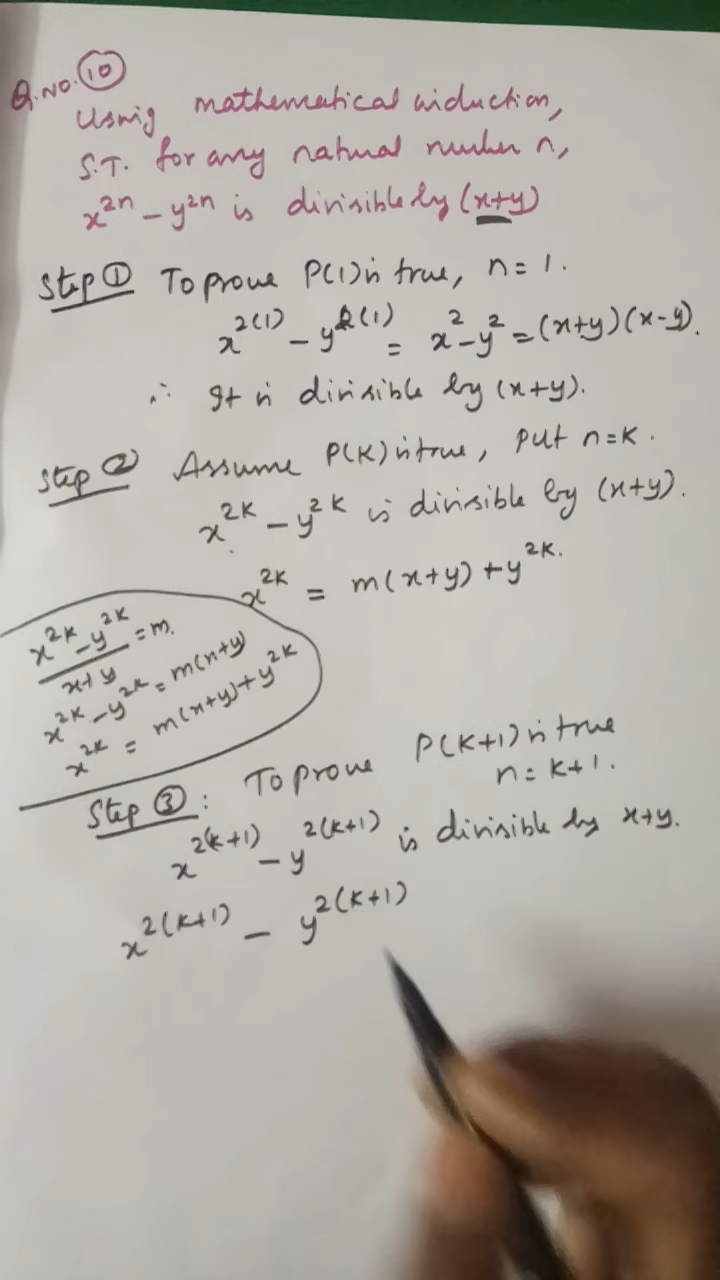 Q.NO. 10
Using mathematical induction,
S.T. for any natural number n,
x^{2n} - y^{2n} is divisible by (x+y)
Step ① To prove P(1) is true, n = 1.
x^{2(1)} - y^{2(1)} = x^2 - y^2 = (x+y)(x-y).
∴ It is divisible by (x+y).
Step ② Assume P(K) is true, Put n=K.
x^{2K} - y^{2K} is divisible by (x+y).
x^{2K} = m(x+y) + y^{2K}.
\frac{x^{2K} - y^{2K}}{x+y} = m.
x^{2K} - y^{2K} = m(x+y)
x^{2K} = m(x+y) + y^{2K}
Step ③ : To prove P(K+1) is true
n = K+1.
x^{2(K+1)} - y^{2(K+1)} is divisible by x+y.
x^{2(K+1)} - y^{2(K+1)}